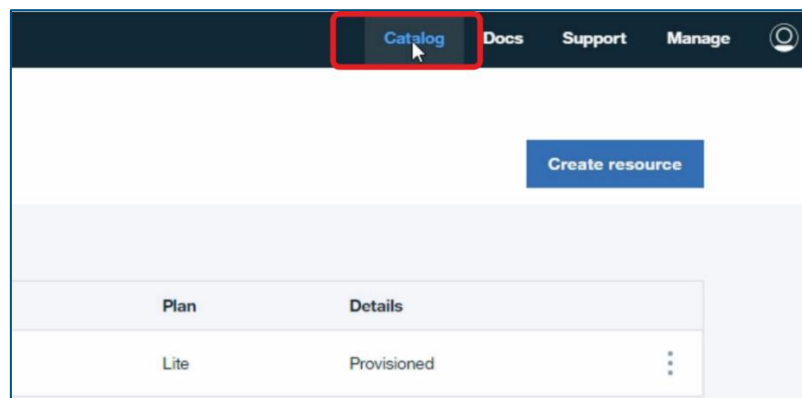 Catalog Docs Support Manage
Create resource
Plan Details
Lite Provisioned